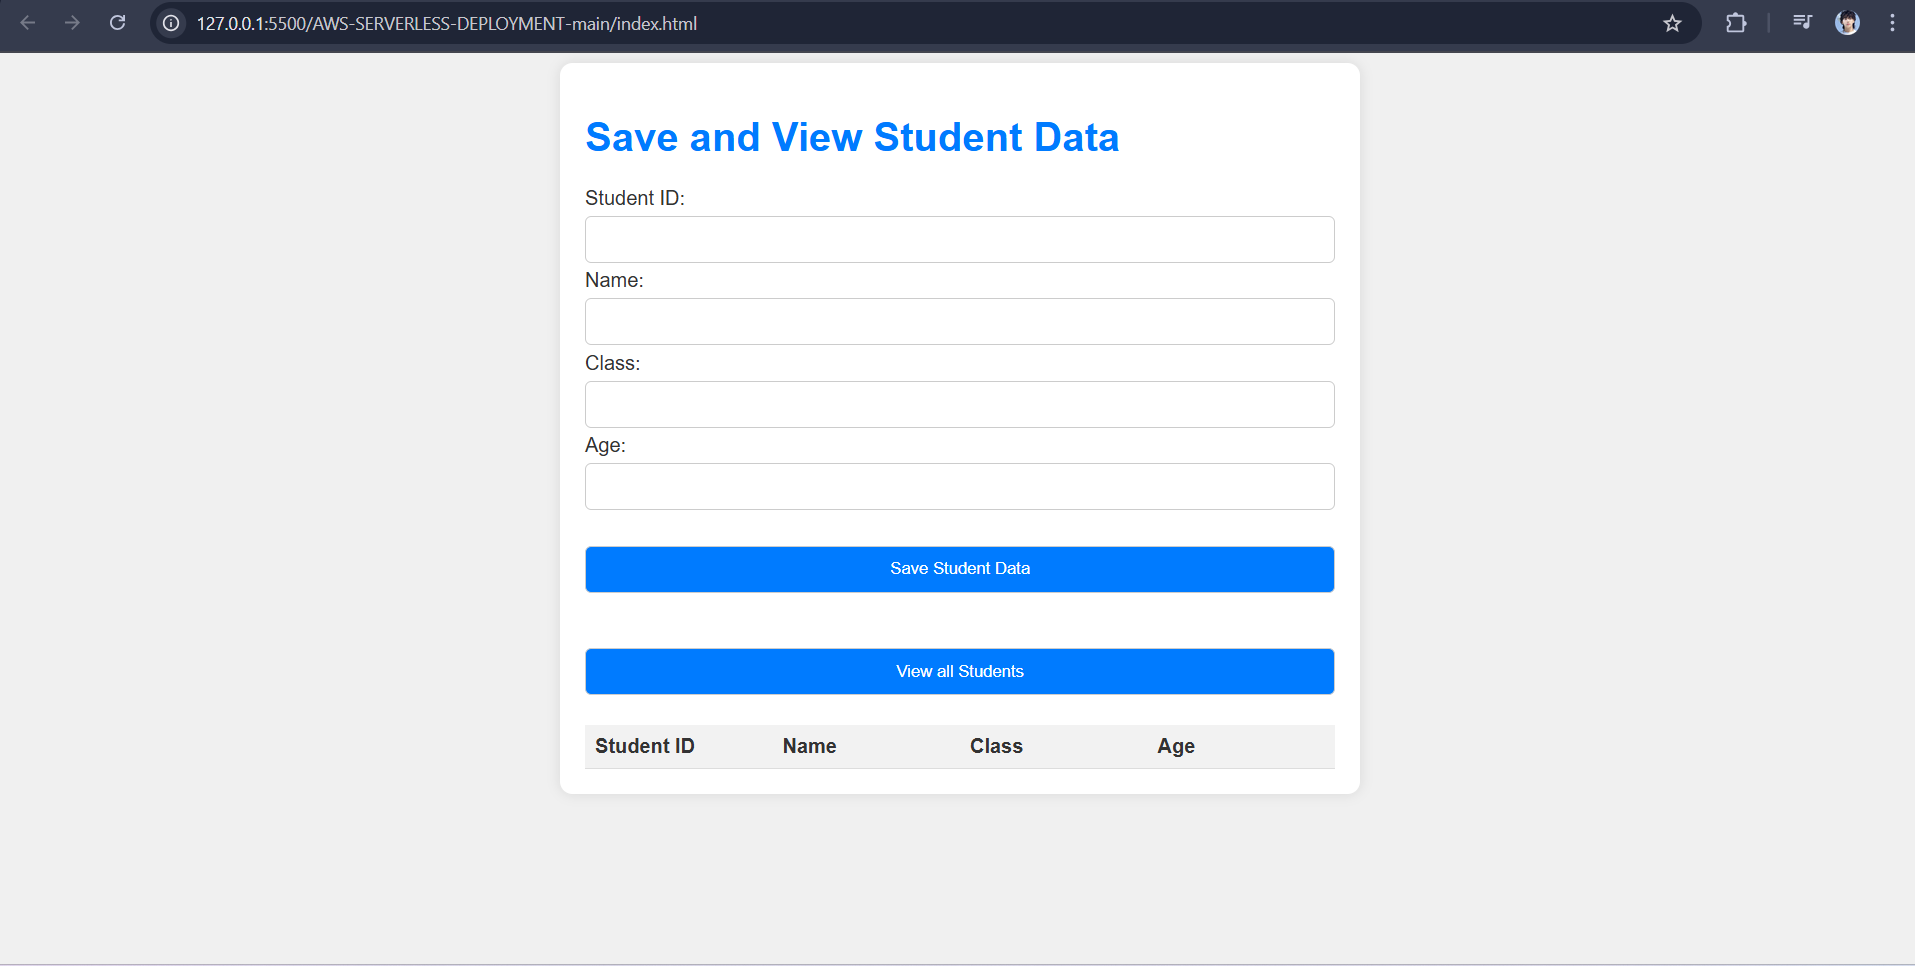 127.0.0.1:5500/AWS-SERVERLESS-DEPLOYMENT-main/index.html
Save and View Student Data
Student ID:
Name:
Class:
Age:
Save Student Data
View all Students
Student ID Name Class Age